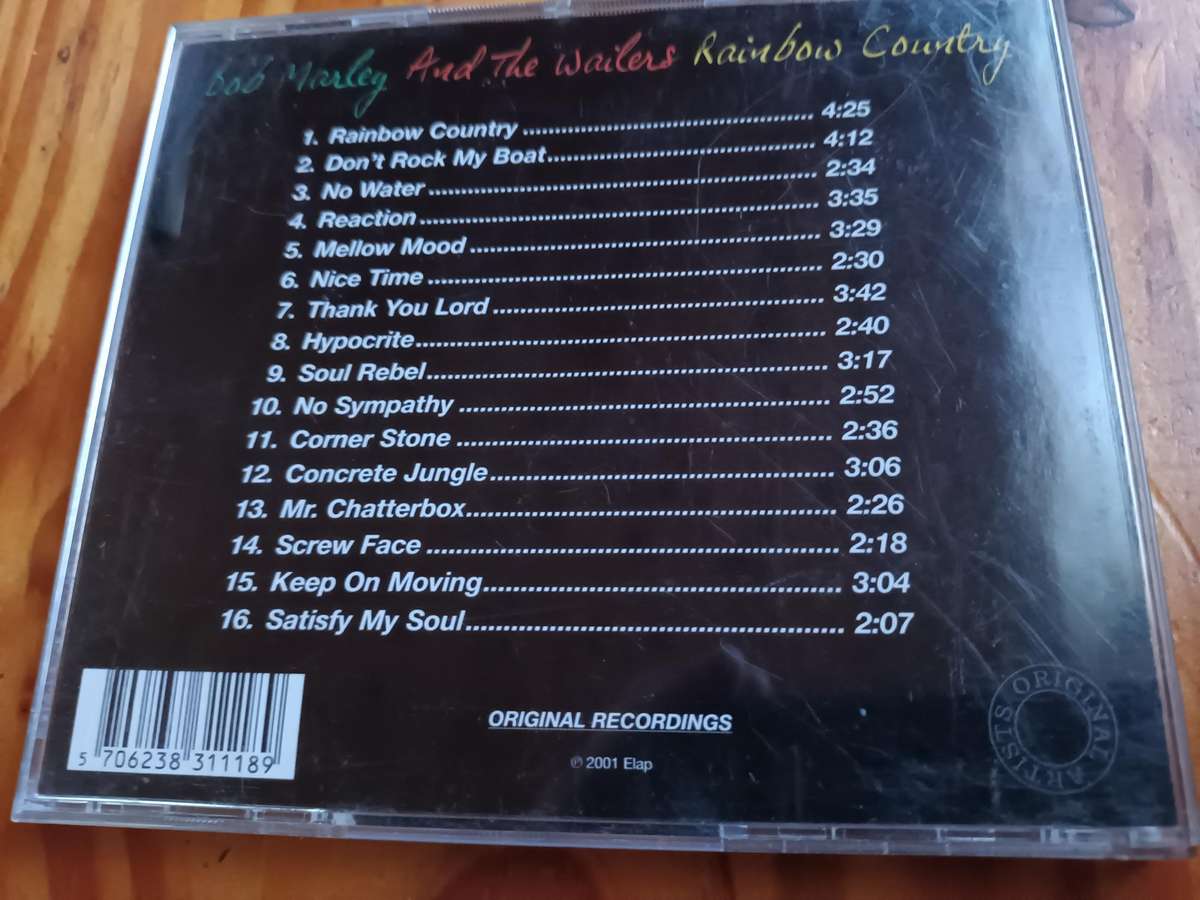 Bob Marley And The Wailers Rainbow Country
1. Rainbow Country 4:25
2. Don't Rock My Boat 4:12
3. No Water 2:34
4. Reaction 3:35
5. Mellow Mood 3:29
6. Nice Time 2:30
7. Thank You Lord 3:42
8. Hypocrite 2:40
9. Soul Rebel 3:17
10. No Sympathy 2:52
11. Corner Stone 2:36
12. Concrete Jungle 3:06
13. Mr. Chatterbox 2:26
14. Screw Face 2:18
15. Keep On Moving 3:04
16. Satisfy My Soul 2:07
ORIGINAL ARTISTS
ORIGINAL RECORDINGS
℗ 2001 Elap
5 706238 311189